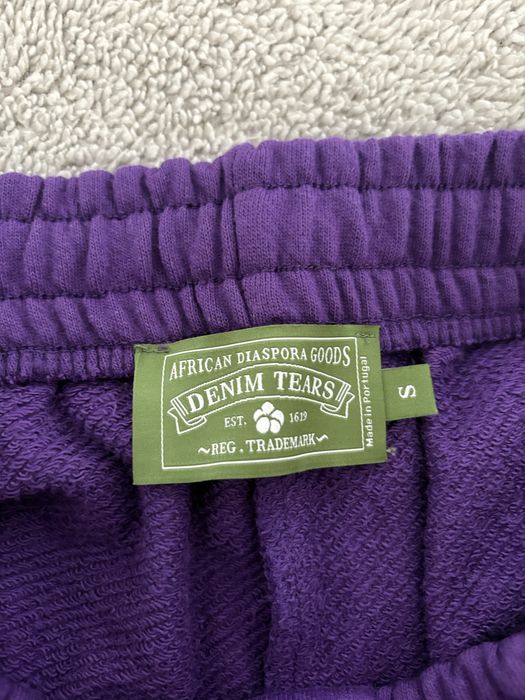 AFRICAN DIASPORA GOODS
DENIM TEARS
EST. 1619
~REG. TRADEMARK~
Made in Portugal
S